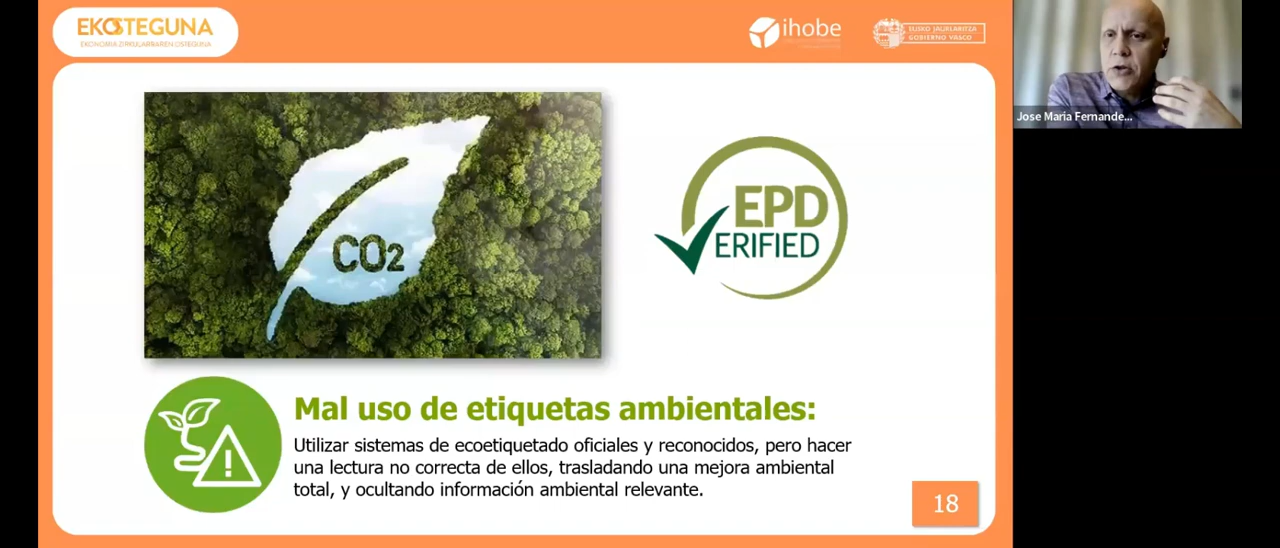 EKOSTEGUNA
EKONOMIA ZIRKULARRAREN OSTEGUNA
ihobe
EUSKO JAURLARITZA
GOBIERNO VASCO
Jose Maria Fernande...
CO2
EPD
VERIFIED
Mal uso de etiquetas ambientales:
Utilizar sistemas de ecoetiquetado oficiales y reconocidos, pero hacer
una lectura no correcta de ellos, trasladando una mejora ambiental
total, y ocultando información ambiental relevante.
18